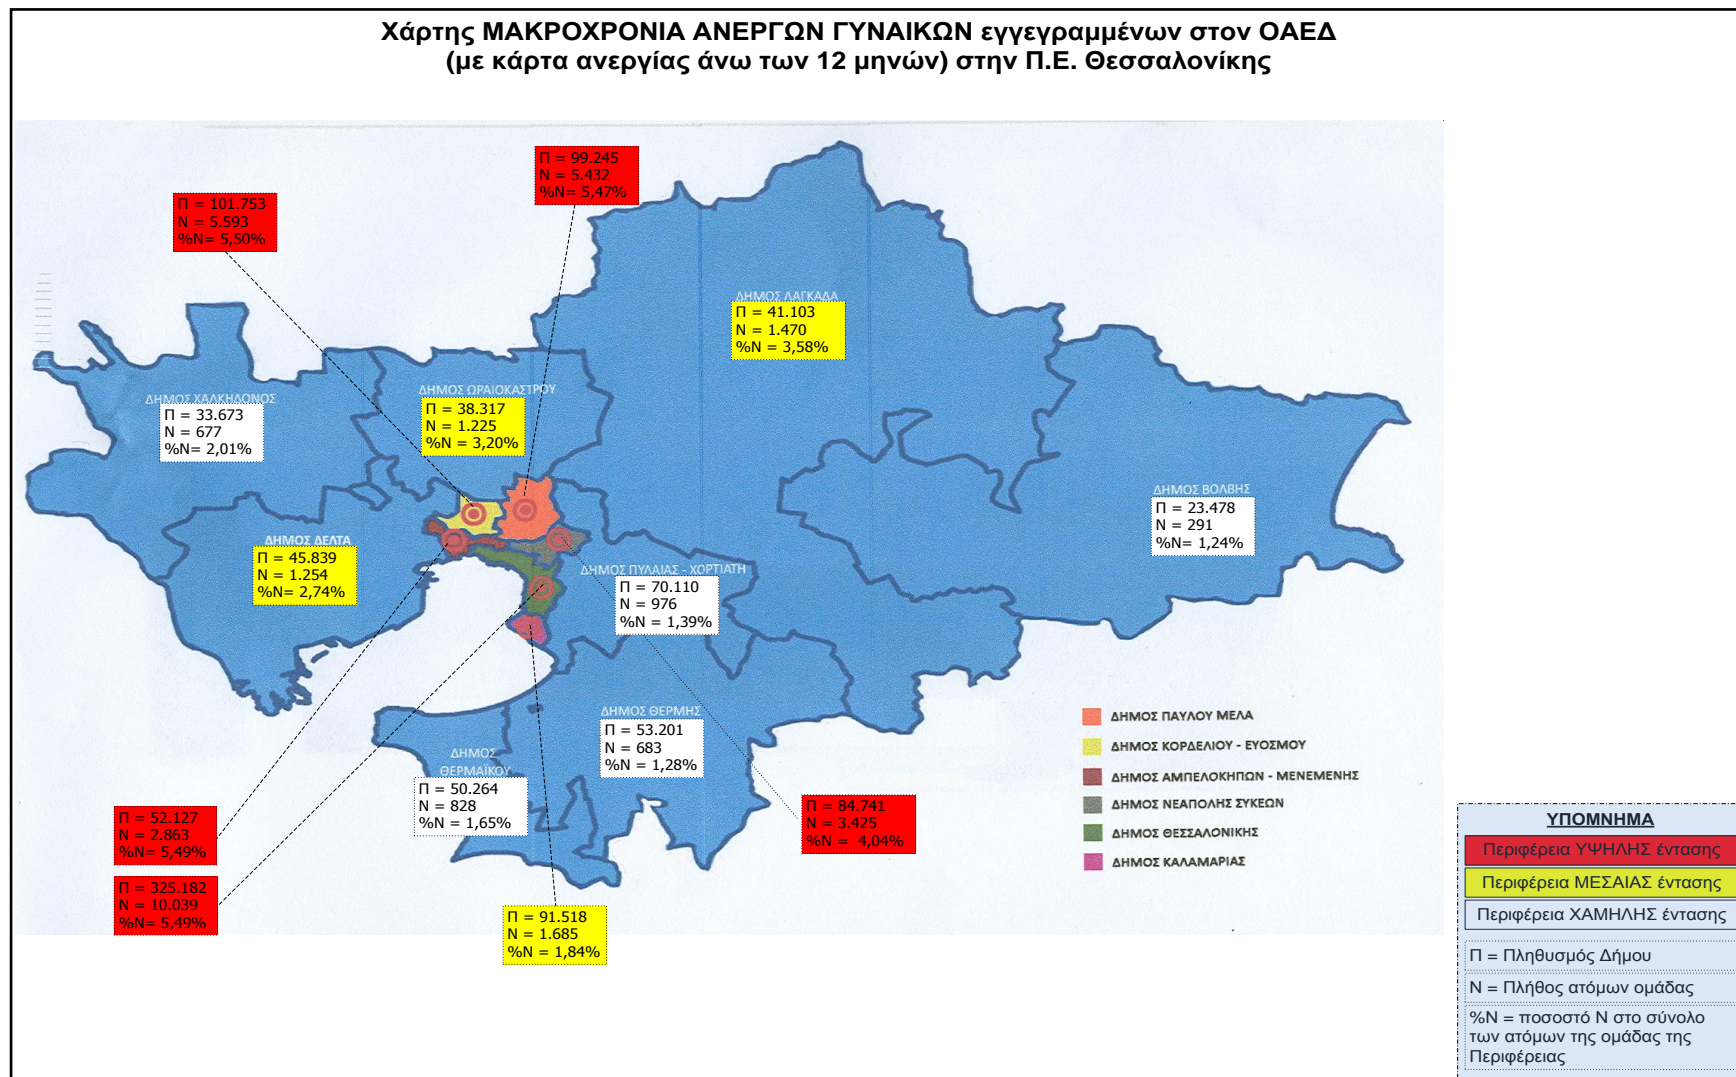 Χάρτης ΜΑΚΡΟΧΡΟΝΙΑ ΑΝΕΡΓΩΝ ΓΥΝΑΙΚΩΝ εγγεγραμμένων στον ΟΑΕΔ
(με κάρτα ανεργίας άνω των 12 μηνών) στην Π.Ε. Θεσσαλονίκης
Π = 99.245
Ν = 5.432
%Ν= 5,47%
Π = 101.753
Ν = 5.593
%Ν= 5,50%
ΔΗΜΟΣ ΛΑΓΚΑΔΑ
Π = 41.103
Ν = 1.470
%Ν = 3,58%
ΔΗΜΟΣ ΩΡΑΙΟΚΑΣΤΡΟΥ
Π = 38.317
Ν = 1.225
%Ν = 3,20%
ΔΗΜΟΣ ΧΑΛΚΗΔΟΝΟΣ
Π = 33.673
Ν = 677
%Ν= 2,01%
ΔΗΜΟΣ ΒΟΛΒΗΣ
Π = 23.478
Ν = 291
%Ν= 1,24%
ΔΗΜΟΣ ΔΕΛΤΑ
Π = 45.839
Ν = 1.254
%Ν= 2,74%
ΔΗΜΟΣ ΠΥΛΑΙΑΣ - ΧΟΡΤΙΑΤΗ
Π = 70.110
Ν = 976
%Ν = 1,39%
ΔΗΜΟΣ ΘΕΡΜΗΣ
Π = 53.201
Ν = 683
%Ν = 1,28%
ΔΗΜΟΣ
ΘΕΡΜΑΪΚΟΥ
Π = 50.264
Ν = 828
%Ν = 1,65%
Π = 52.127
Ν = 2.863
%Ν= 5,49%
Π = 325.182
Ν = 10.039
%Ν= 5,49%
Π = 91.518
Ν = 1.685
%Ν = 1,84%
Π = 84.741
Ν = 3.425
%Ν =  4,04%
ΔΗΜΟΣ ΠΑΥΛΟΥ ΜΕΛΑ
ΔΗΜΟΣ ΚΟΡΔΕΛΙΟΥ - ΕΥΟΣΜΟΥ
ΔΗΜΟΣ ΑΜΠΕΛΟΚΗΠΩΝ - ΜΕΝΕΜΕΝΗΣ
ΔΗΜΟΣ ΝΕΑΠΟΛΗΣ ΣΥΚΕΩΝ
ΔΗΜΟΣ ΘΕΣΣΑΛΟΝΙΚΗΣ
ΔΗΜΟΣ ΚΑΛΑΜΑΡΙΑΣ
ΥΠΟΜΝΗΜΑ
Περιφέρεια ΥΨΗΛΗΣ έντασης
Περιφέρεια ΜΕΣΑΙΑΣ έντασης
Περιφέρεια ΧΑΜΗΛΗΣ έντασης
Π = Πληθυσμός Δήμου
Ν = Πλήθος ατόμων ομάδας
%Ν = ποσοστό Ν στο σύνολο
των ατόμων της ομάδας της
Περιφέρειας